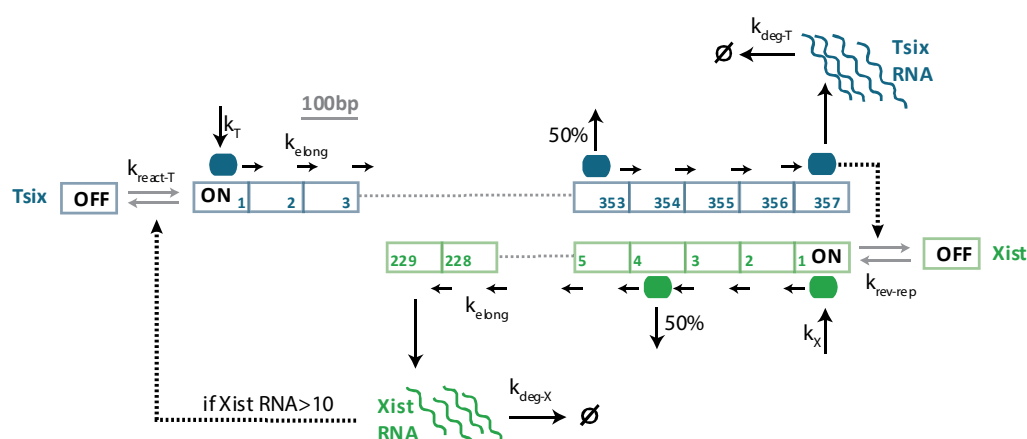 k_deg-T
Ø
Tsix
RNA
100bp
k_T
k_elong
50%
k_react-T
Tsix
OFF
ON
1
2
3
353
354
355
356
357
229
228
5
4
3
2
1
ON
OFF
Xist
k_rev-rep
k_elong
50%
k_X
if Xist RNA>10
Xist
RNA
k_deg-X
Ø